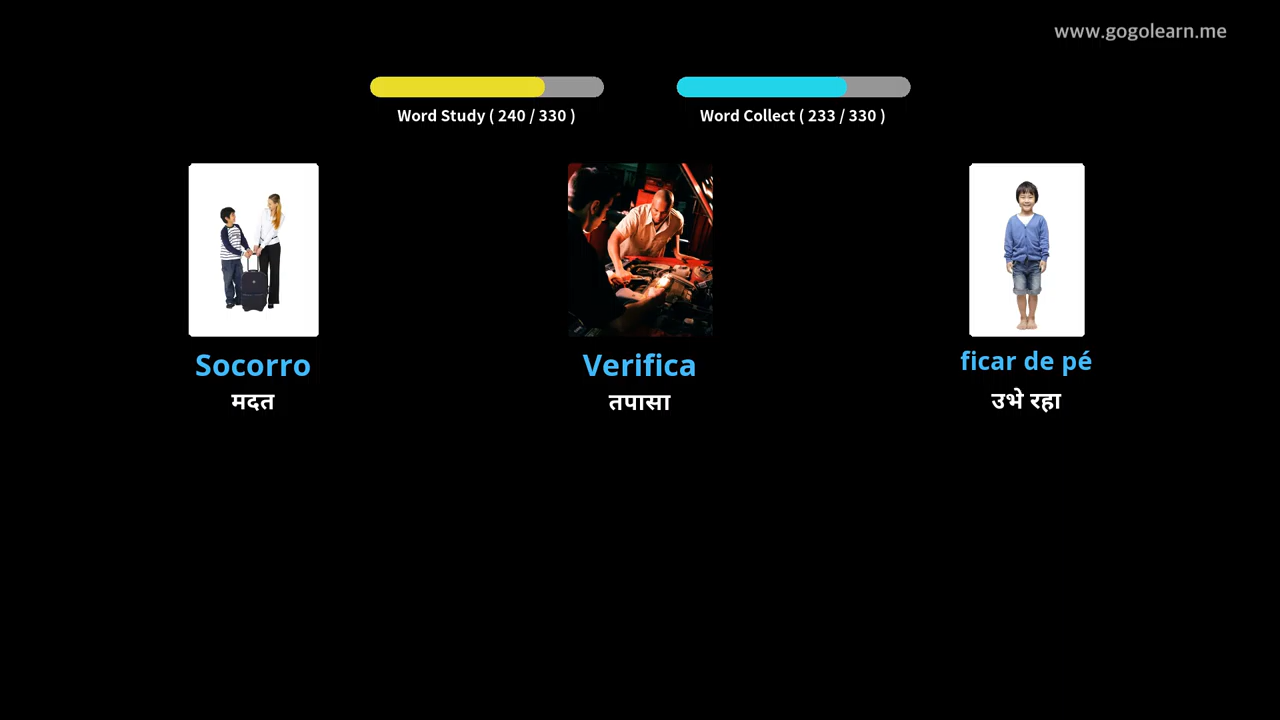 www.gogolearn.me
Word Study ( 240 / 330 )
Word Collect ( 233 / 330 )
Socorro
मदत
Verifica
तपासा
ficar de pé
उभे रहा